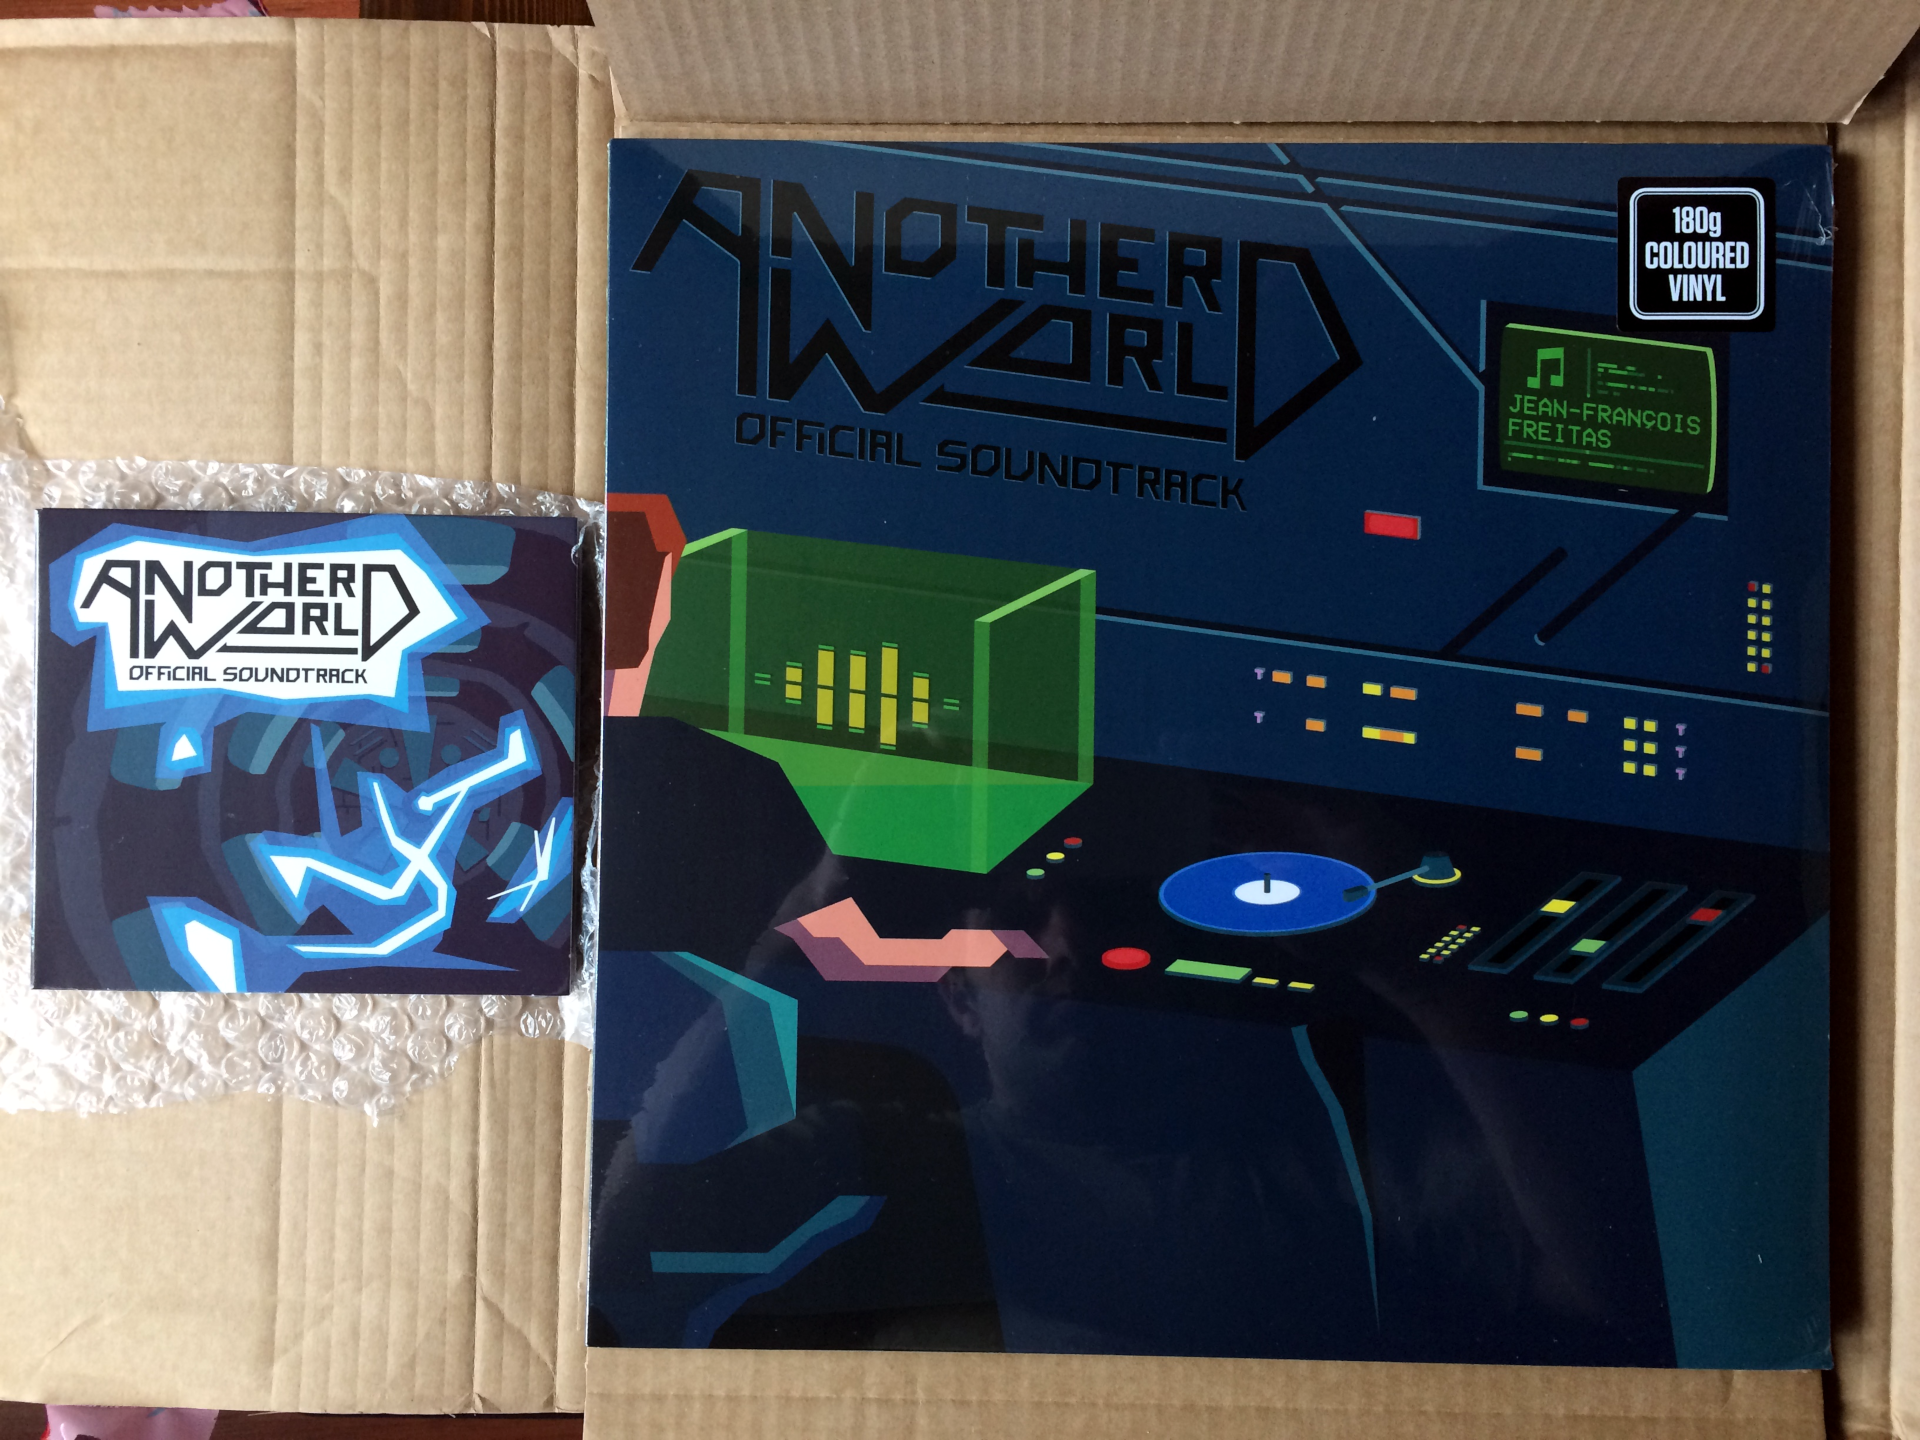 ANOTHER
WORLD
OFFICIAL SOUNDTRACK
ANOTHER
WORLD
OFFICIAL SOUNDTRACK
180g
COLOURED
VINYL
JEAN-FRANÇOIS
FREITAS